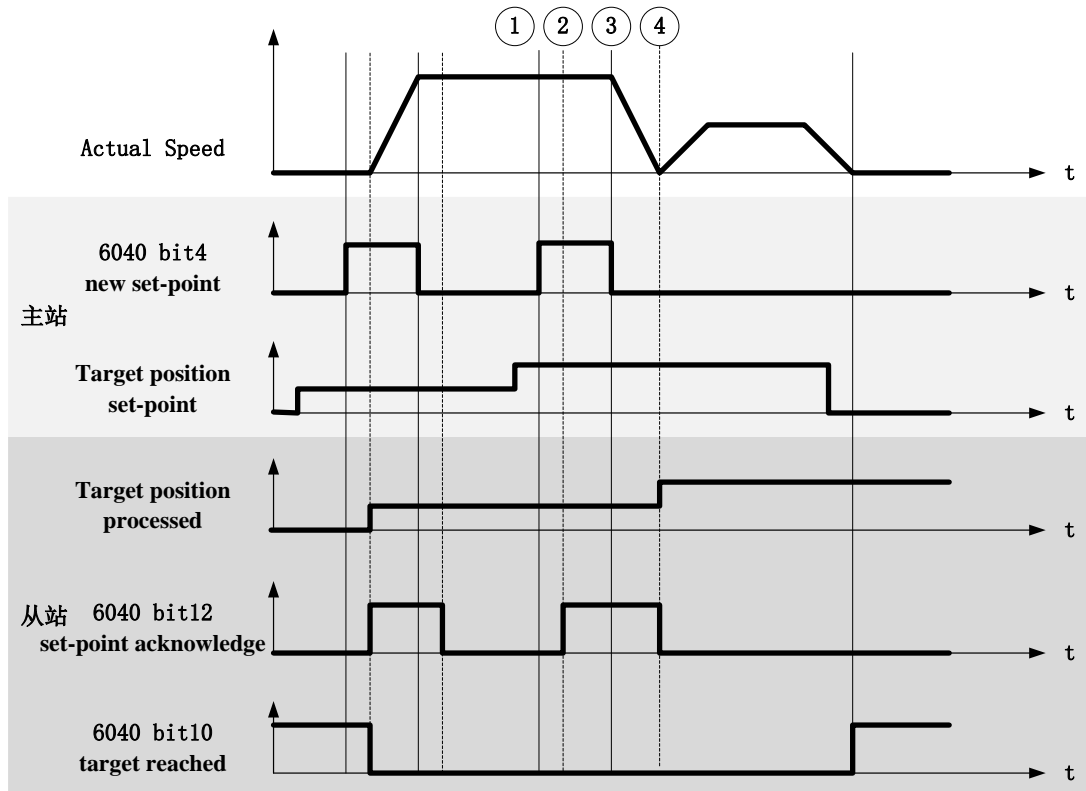 1 2 3 4
Actual Speed
t
6040 bit4
new set-point
t
主站
Target position
set-point
t
Target position
processed
t
从站 6040 bit12
set-point acknowledge
t
6040 bit10
target reached
t